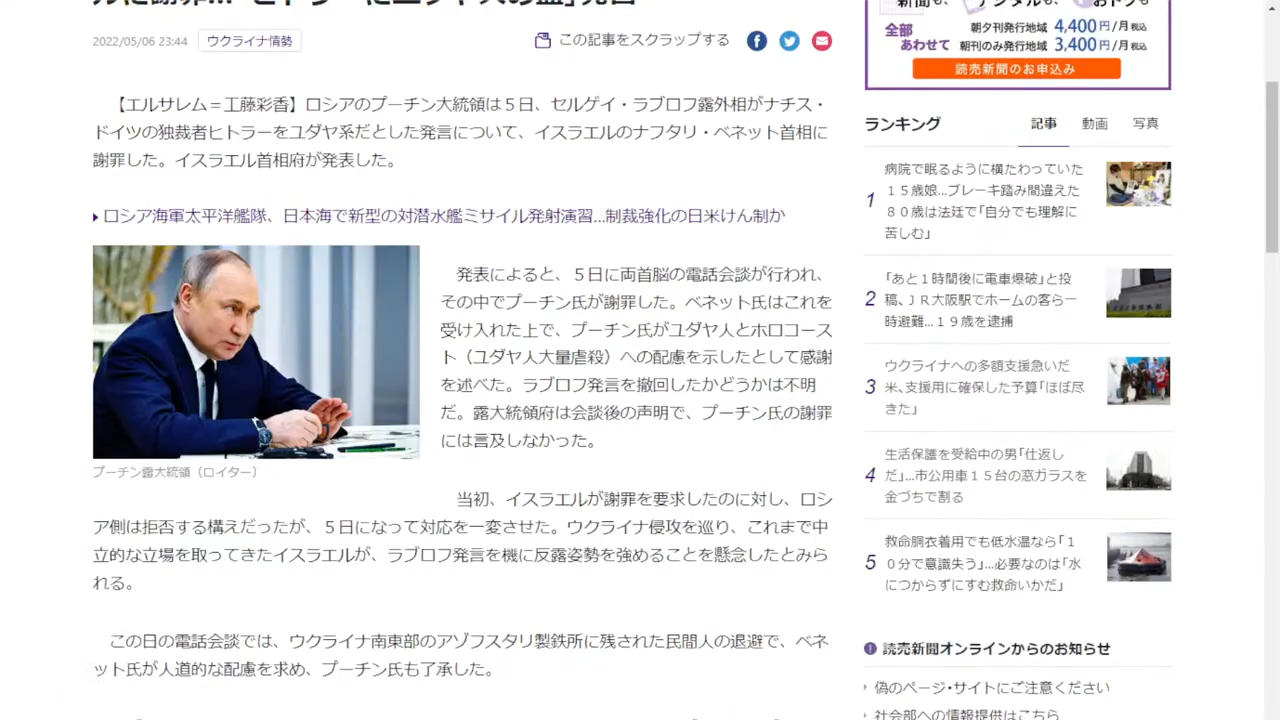 ルに謝罪…「ヒトラーにユダヤ人の血」発言
2022/05/06 23:44
ウクライナ情勢
この記事をスクラップする
【エルサレム＝工藤彩香】ロシアのプーチン大統領は５日、セルゲイ・ラブロフ露外相がナチス・
ドイツの独裁者ヒトラーをユダヤ系だとした発言について、イスラエルのナフタリ・ベネット首相に
謝罪した。イスラエル首相府が発表した。
ロシア海軍太平洋艦隊、日本海で新型の対潜水艦ミサイル発射演習…制裁強化の日米けん制か
発表によると、５日に両首脳の電話会談が行われ、
その中でプーチン氏が謝罪した。ベネット氏はこれを
受け入れた上で、プーチン氏がユダヤ人とホロコース
ト（ユダヤ人大量虐殺）への配慮を示したとして感謝
を述べた。ラブロフ発言を撤回したかどうかは不明
だ。露大統領府は会談後の声明で、プーチン氏の謝罪
には言及しなかった。
プーチン露大統領（ロイター）
当初、イスラエルが謝罪を要求したのに対し、ロシ
ア側は拒否する構えだったが、５日になって対応を一変させた。ウクライナ侵攻を巡り、これまで中
立的な立場を取ってきたイスラエルが、ラブロフ発言を機に反露姿勢を強めることを懸念したとみら
れる。
この日の電話会談では、ウクライナ南東部のアゾフスタリ製鉄所に残された民間人の退避で、ベネ
ット氏が人道的な配慮を求め、プーチン氏も了承した。
新聞も、デジタルも、おトクも
全部
あわせて
朝夕刊発行地域 4,400円/月税込
朝刊のみ発行地域 3,400円/月税込
読売新聞のお申込み
ランキング
記事
動画
写真
1
病院で眠るように横たわっていた
１５歳娘…ブレーキ踏み間違えた
８０歳は法廷で「自分でも理解に
苦しむ」
2
「あと１時間後に電車爆破」と投
稿、ＪＲ大阪駅でホームの客ら一
時避難…１９歳を逮捕
3
ウクライナへの多額支援急いだ
米、支援用に確保した予算「ほぼ尽
きた」
4
生活保護を受給中の男「仕返し
だ」…市公用車１５台の窓ガラスを
金づちで割る
5
救命胴衣着用でも低水温なら「１
０分で意識失う」…必要なのは「水
につからずにすむ救命いかだ」
読売新聞オンラインからのお知らせ
偽のページ・サイトにご注意ください
社会部への情報提供はこちら